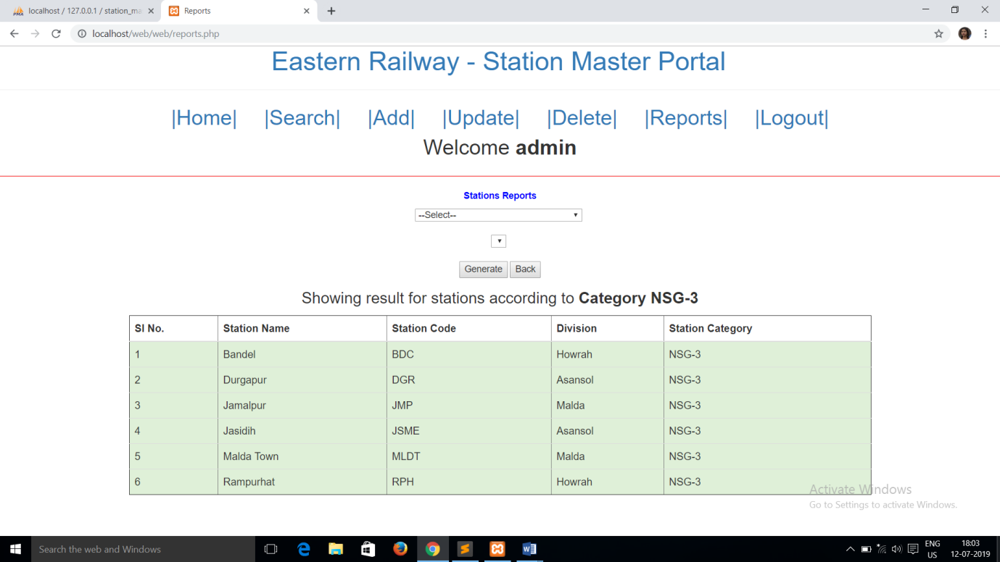 localhost / 127.0.0.1 / station_ma
Reports
localhost/web/web/reports.php
Eastern Railway - Station Master Portal
|Home| |Search| |Add| |Update| |Delete| |Reports| |Logout|
Welcome admin
Stations Reports
--Select--
Generate Back
Showing result for stations according to Category NSG-3
Sl No. Station Name Station Code Division Station Category
1 Bandel BDC Howrah NSG-3
2 Durgapur DGR Asansol NSG-3
3 Jamalpur JMP Malda NSG-3
4 Jasidih JSME Asansol NSG-3
5 Malda Town MLDT Malda NSG-3
6 Rampurhat RPH Howrah NSG-3
Activate Windows
Go to Settings to activate Windows.
Search the web and Windows
ENG 18:03
US 12-07-2019